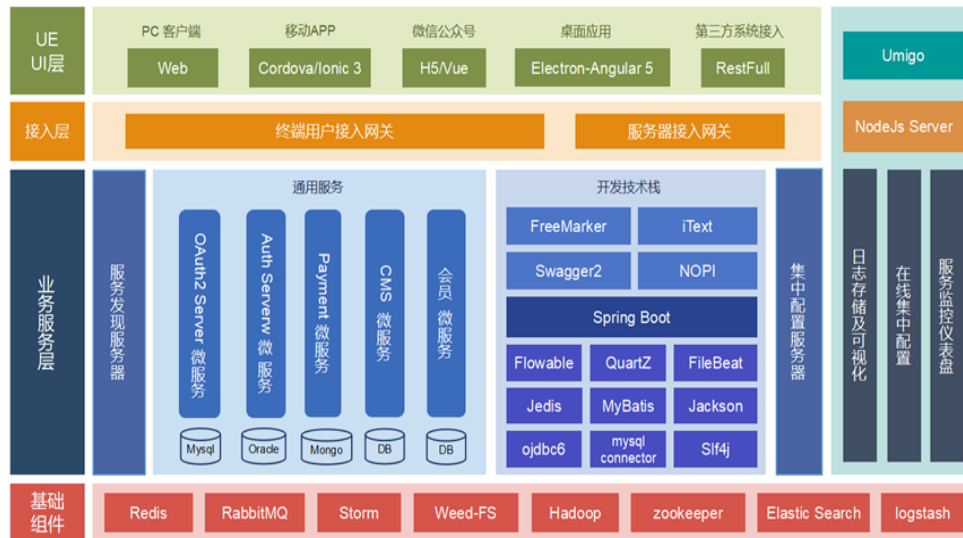 UE
UI层
PC 客户端
移动APP
微信公众号
桌面应用
第三方系统接入
Web
Cordova/Ionic 3
H5/Vue
Electron-Angular 5
RestFull
Umigo
接入层
终端用户接入网关
服务器接入网关
NodeJs Server
业务服务层
服务发现服务器
通用服务
OAuth2 Server 微服务
Auth Serverw 微 服务
Payment 微服务
CMS 微服务
会员 微服务
Mysql
Oracle
Mongo
DB
DB
开发技术栈
FreeMarker
iText
Swagger2
NOPI
Spring Boot
Flowable
QuartZ
FileBeat
Jedis
MyBatis
Jackson
ojdbc6
mysql
connector
Slf4j
集中配置服务器
日志存储及可视化
在线集中配置
服务监控仪表盘
基础
组件
Redis
RabbitMQ
Storm
Weed-FS
Hadoop
zookeeper
Elastic Search
logstash